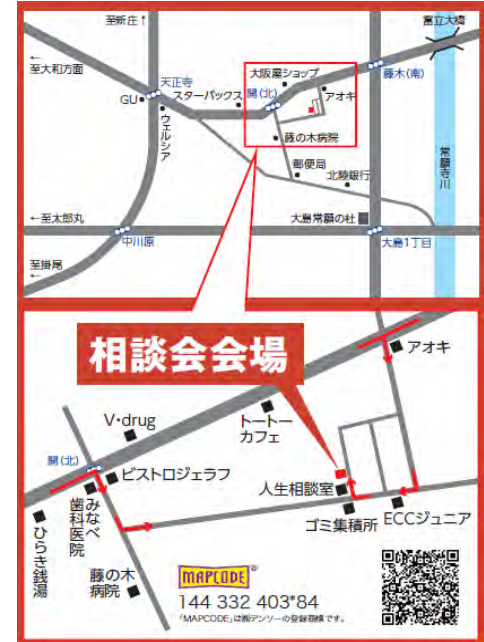 至新庄↑
富立大橋
←
至大和方面
天正寺
大阪屋ショップ
藤木(南)
GU
スターバックス
開(北)
アオキ
ウェルシア
藤の木病院
郵便局
北陸銀行
常願寺川
←至太郎丸
大島常願の杜
中川原
大島1丁目
至掛尾
←
相談会会場
アオキ
V・drug
トートー
カフェ
開(北)
ビストロジェラフ
人生相談室
みなべ
歯科医院
ゴミ集積所
ECCジュニア
ひらき銭湯
藤の木
病院
MAPCODE®
144 332 403*84
「MAPCODE」は㈱デンソーの登録商標です。